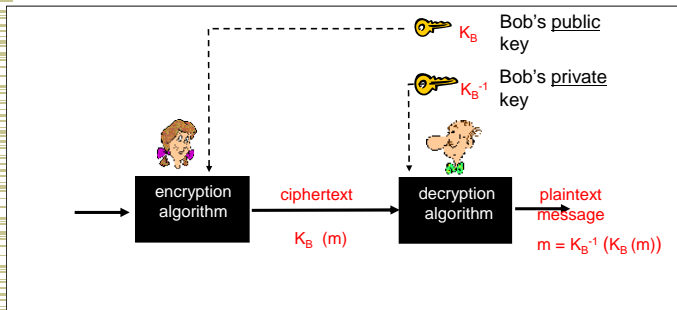 K_B Bob's public
key
K_B^-1 Bob's private
key
encryption
algorithm
ciphertext
K_B (m)
decryption
algorithm
plaintext
message
m = K_B^-1 (K_B (m))